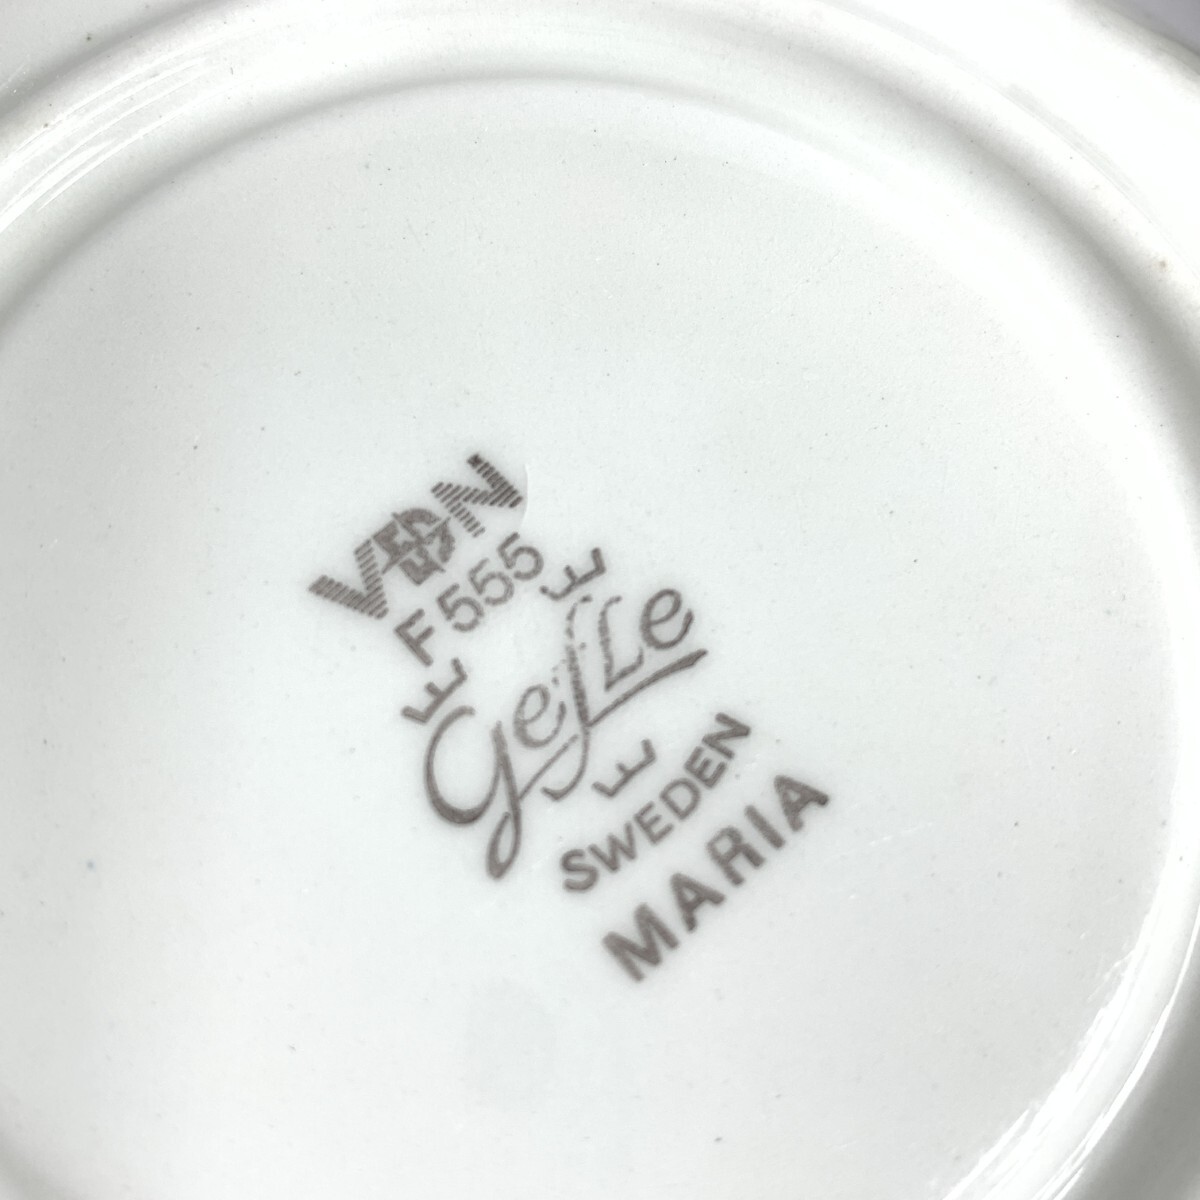 VDN
F 555
Gefle
SWEDEN
MARIA